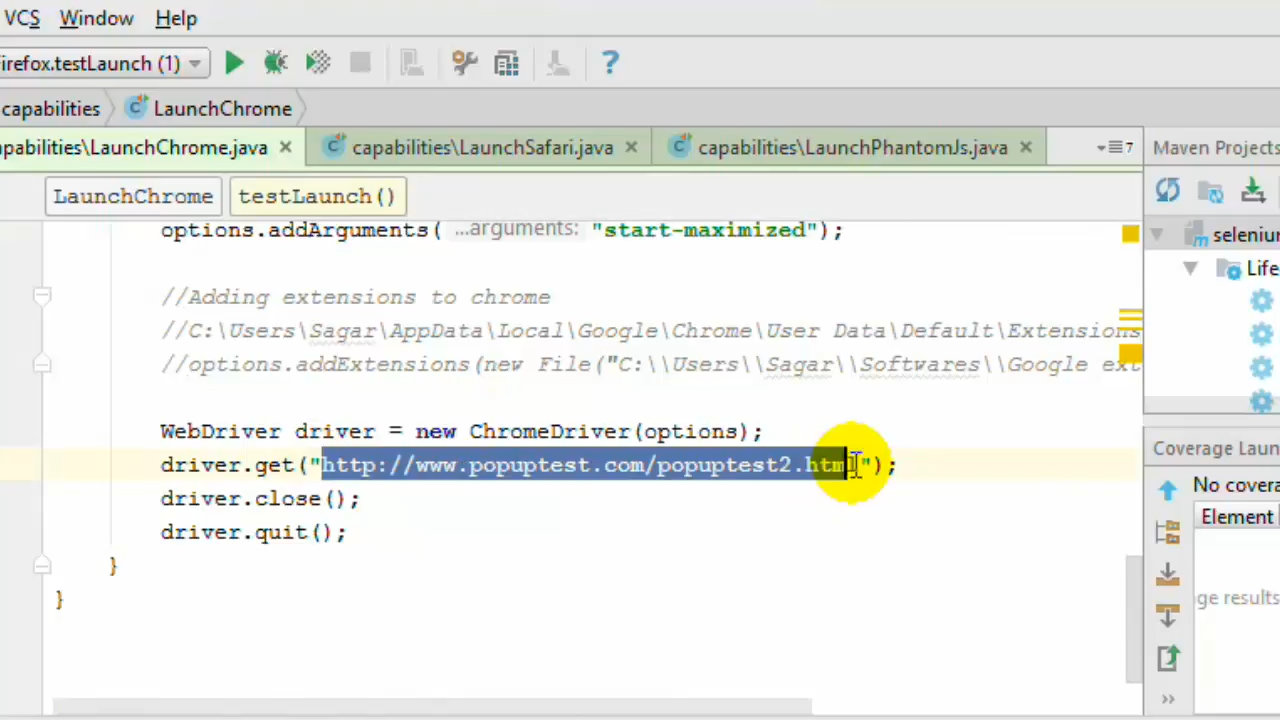 VCS Window Help
irefox.testLaunch (1)
capabilities LaunchChrome
apabilities\LaunchChrome.java capabilities\LaunchSafari.java capabilities\LaunchPhantomJs.java 7 Maven Projects
LaunchChrome testLaunch()
options.addArguments( ...arguments: "start-maximized");
seleniun
Life
//Adding extensions to chrome
//C:\Users\Sagar\AppData\Local\Google\Chrome\User Data\Default\Extensions
//options.addExtensions(new File("C:\\Users\\Sagar\\Softwares\\Google ext
WebDriver driver = new ChromeDriver(options);
driver.get("http://www.popuptest.com/popuptest2.html");
driver.close();
driver.quit();
}
}
Coverage Laun
No covera
Element
ge results